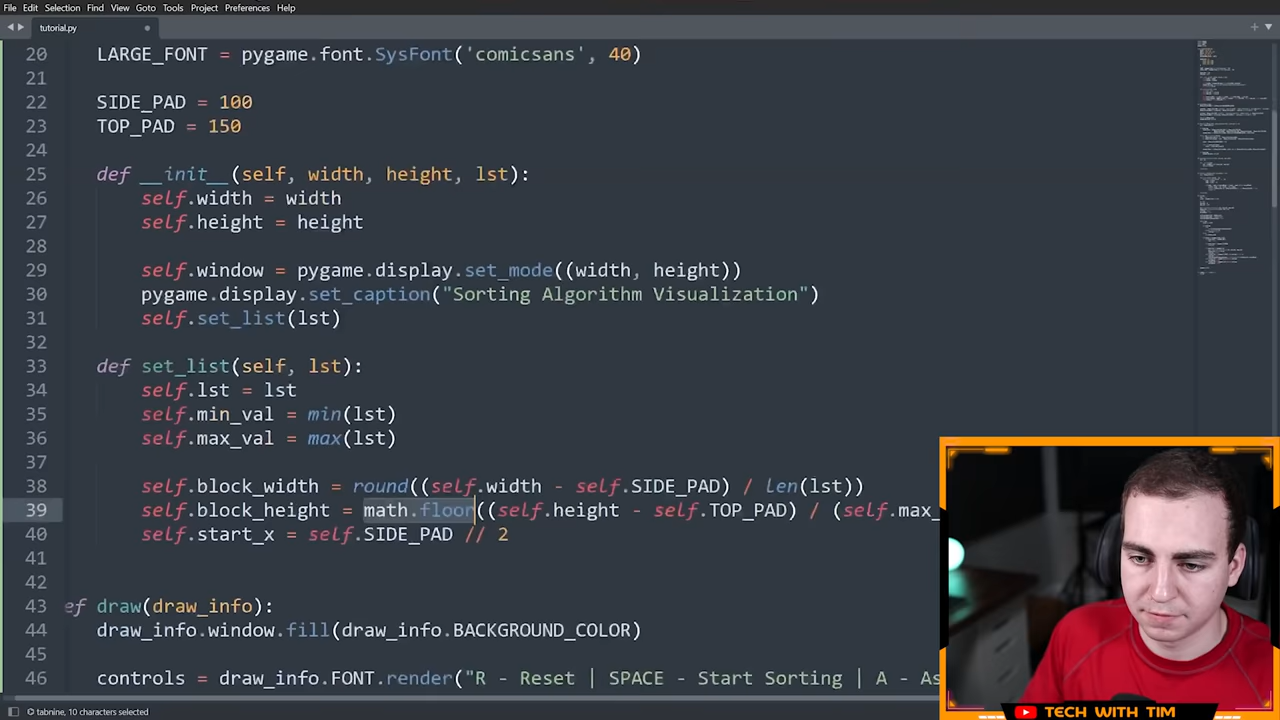 File Edit Selection Find View Goto Tools Project Preferences Help
tutorial.py
20 LARGE_FONT = pygame.font.SysFont('comicsans', 40)
21
22 SIDE_PAD = 100
23 TOP_PAD = 150
24
25 def __init__(self, width, height, lst):
26 self.width = width
27 self.height = height
28
29 self.window = pygame.display.set_mode((width, height))
30 pygame.display.set_caption("Sorting Algorithm Visualization")
31 self.set_list(lst)
32
33 def set_list(self, lst):
34 self.lst = lst
35 self.min_val = min(lst)
36 self.max_val = max(lst)
37
38 self.block_width = round((self.width - self.SIDE_PAD) / len(lst))
39 self.block_height = math.floor((self.height - self.TOP_PAD) / (self.max_
40 self.start_x = self.SIDE_PAD // 2
41
42
43 ef draw(draw_info):
44 draw_info.window.fill(draw_info.BACKGROUND_COLOR)
45
46 controls = draw_info.FONT.render("R - Reset | SPACE - Start Sorting | A - As
tabnine, 10 characters selected
TECH WITH TIM